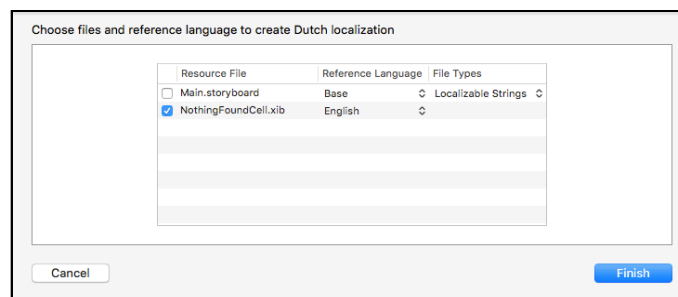 Choose files and reference language to create Dutch localization
Resource File Reference Language File Types
Main.storyboard Base Localizable Strings
NothingFoundCell.xib English
Cancel Finish